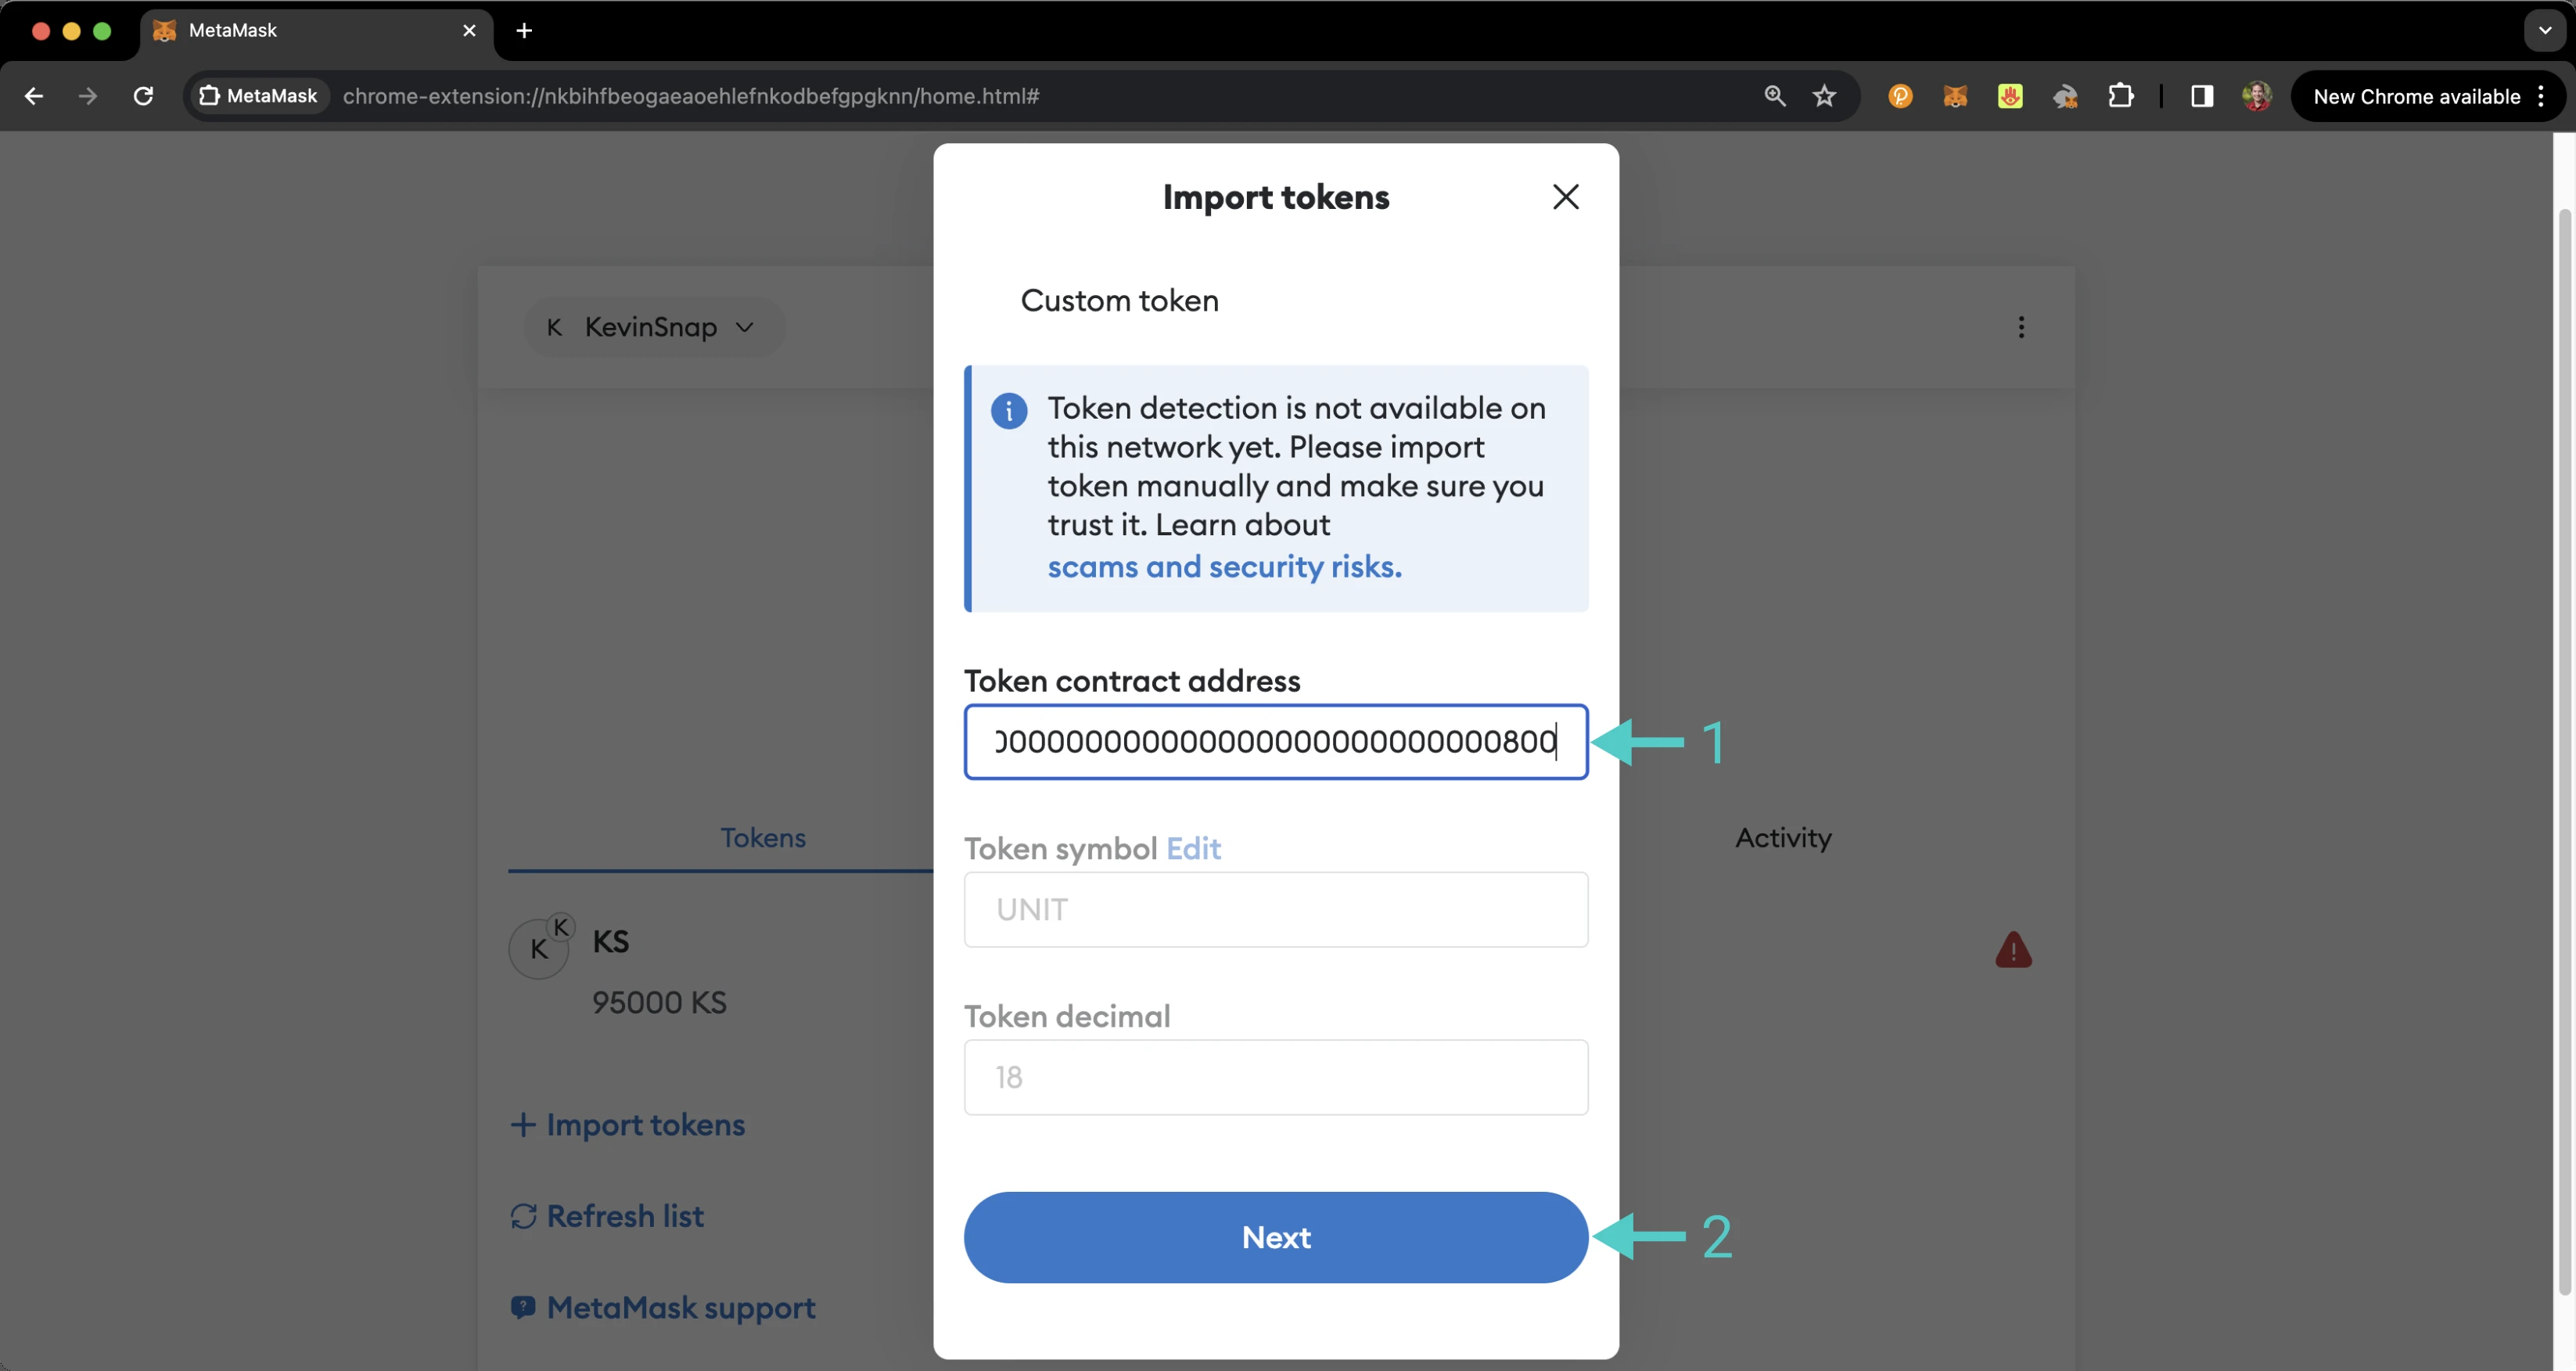 MetaMask
MetaMask
chrome-extension://nkbihfbeogaeaoehlefnkodbefgpgknn/home.html#
New Chrome available
Import tokens
K KevinSnap
Custom token
Token detection is not available on
this network yet. Please import
token manually and make sure you
trust it. Learn about
scams and security risks.
Token contract address
1
Tokens
Activity
Token symbol Edit
UNIT
K
K
KS
95000 KS
Token decimal
18
Import tokens
Refresh list
Next
2
MetaMask support